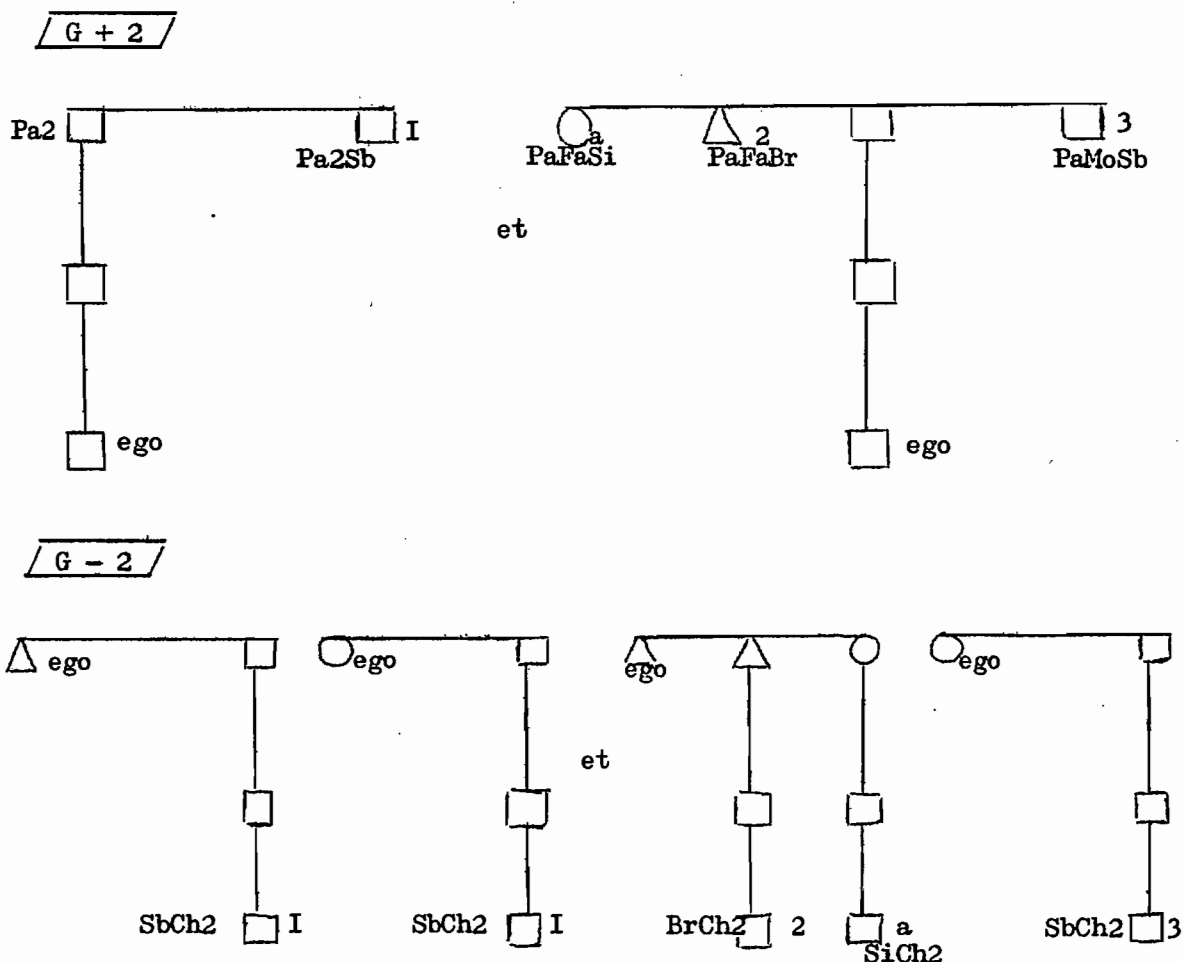 G + 2
Pa2 I a 2 3
Pa2Sb PaFaSi PaFaBr PaMoSb
et
ego ego
G - 2
ego ego ego ego
et
SbCh2 I SbCh2 I BrCh2 2 a SbCh2 3
SiCh2